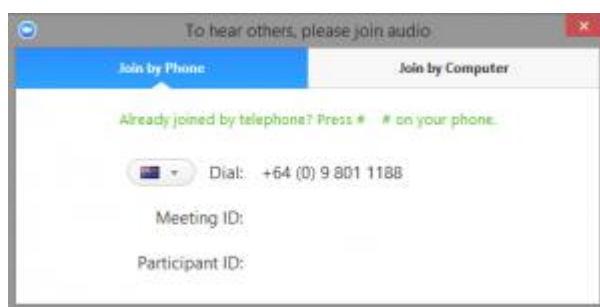 To hear others, please join audio
Join by Phone
Join by Computer
Already joined by telephone? Press # # on your phone.
Dial: +64 (0) 9 801 1188
Meeting ID:
Participant ID: